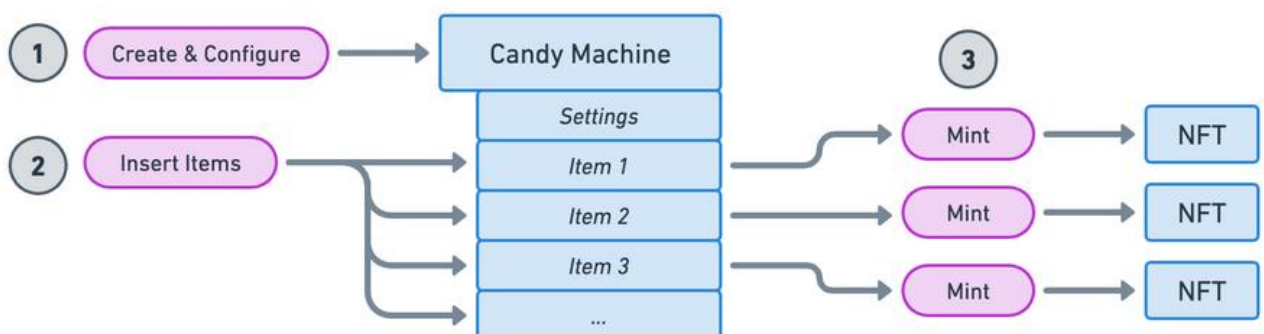 1
Create & Configure
Candy Machine
3
Settings
Mint
NFT
2
Insert Items
Item 1
Item 2
Mint
NFT
Item 3
Mint
NFT
...